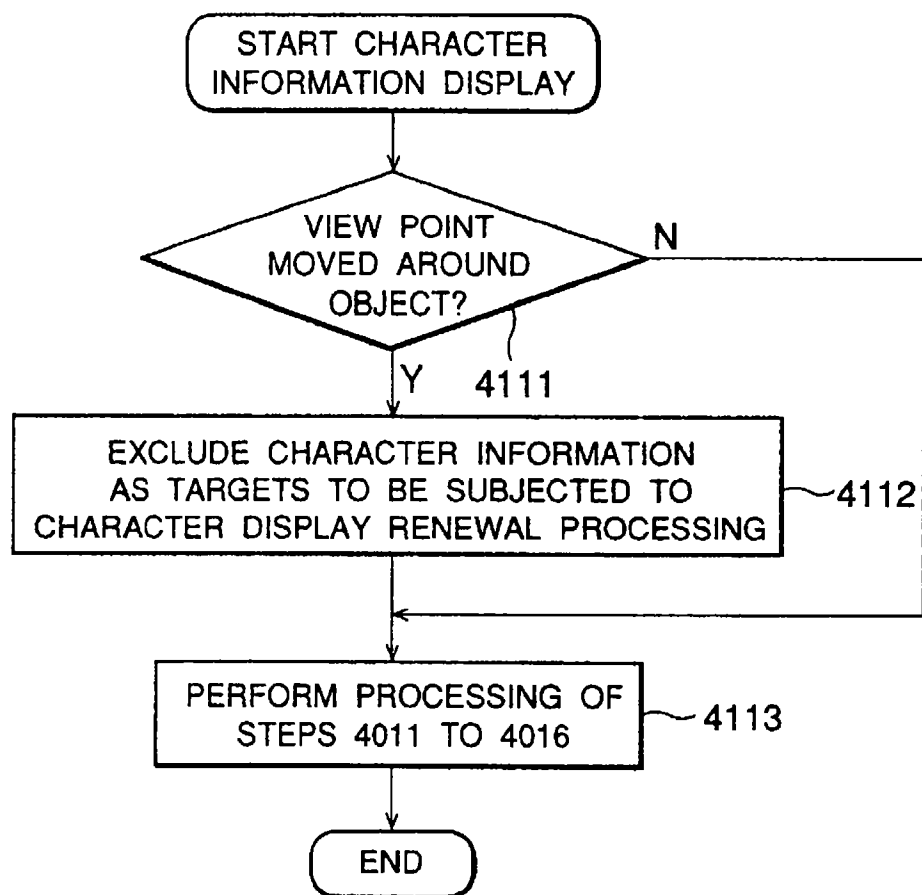 START CHARACTER
INFORMATION DISPLAY
VIEW POINT
MOVED AROUND
OBJECT?
N
4111
Y
EXCLUDE CHARACTER INFORMATION
AS TARGETS TO BE SUBJECTED TO
CHARACTER DISPLAY RENEWAL PROCESSING
4112
PERFORM PROCESSING OF
STEPS 4011 TO 4016
4113
END